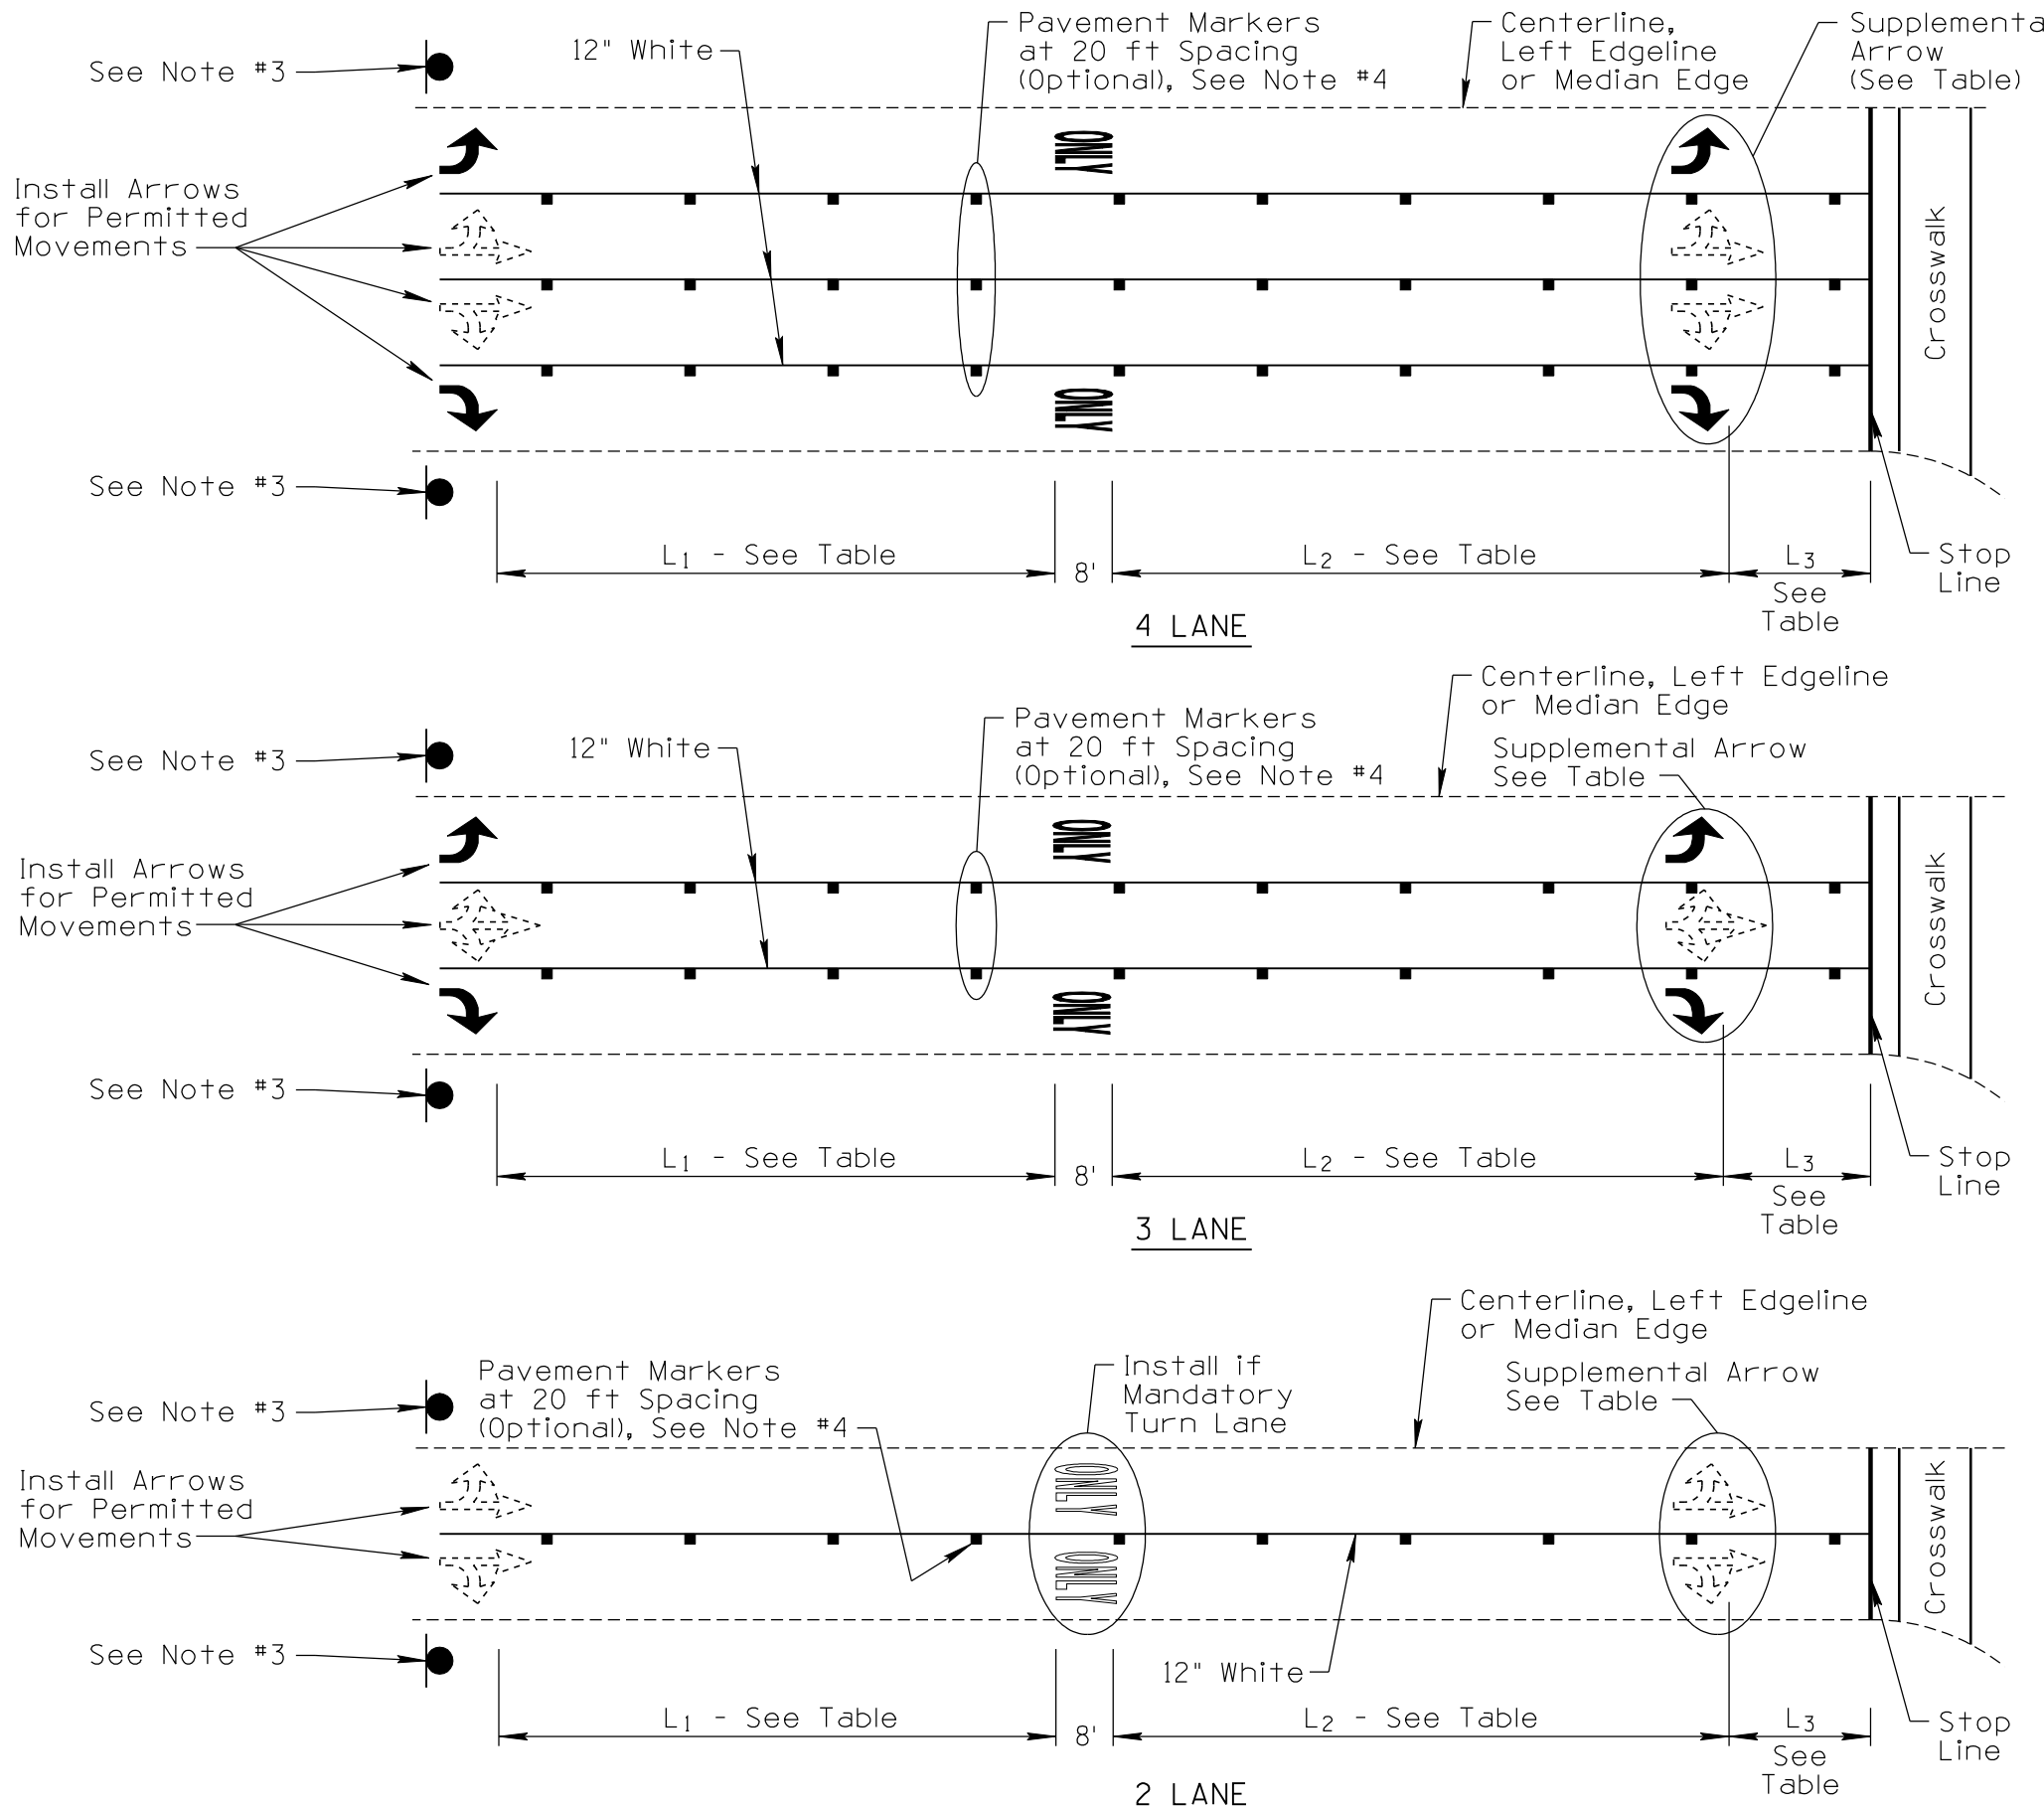 Pavement Markers
at 20 ft Spacing
(Optional), See Note #4
Centerline,
Left Edgeline
or Median Edge
Supplementa
Arrow
(See Table)
12" White
See Note #3
ONLY
Install Arrows
for Permitted
Movements
Crosswalk
ONLY
See Note #3
L1 - See Table
8'
L2 - See Table
L3
See
Table
Stop
Line
4 LANE
Centerline, Left Edgeline
or Median Edge
Pavement Markers
at 20 ft Spacing
(Optional), See Note #4
Supplemental Arrow
See Table
12" White
See Note #3
ONLY
Install Arrows
for Permitted
Movements
Crosswalk
ONLY
See Note #3
L1 - See Table
8'
L2 - See Table
L3
See
Table
Stop
Line
3 LANE
Centerline, Left Edgeline
or Median Edge
Pavement Markers
at 20 ft Spacing
(Optional), See Note #4
Install if
Mandatory
Turn Lane
Supplemental Arrow
See Table
See Note #3
ONLY
Install Arrows
for Permitted
Movements
Crosswalk
ONLY
See Note #3
12" White
L1 - See Table
8'
L2 - See Table
L3
See
Table
Stop
Line
2 LANE